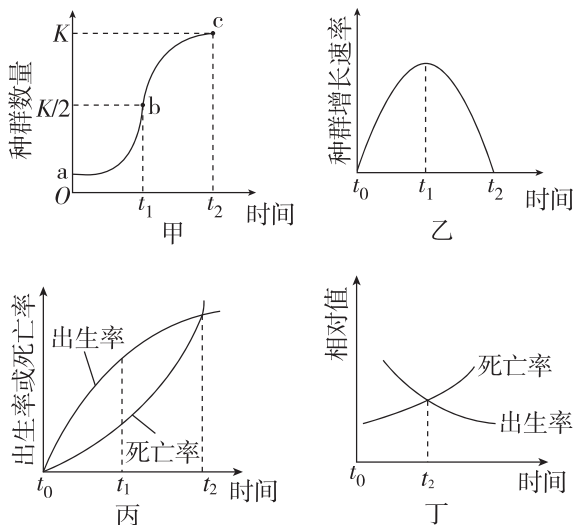 种群数量
K
K/2
a
b
c
O
t1
t2
时间
甲
种群增长速率
t0
t1
t2
时间
乙
出生率或死亡率
出生率
死亡率
t0
t1
t2
时间
丙
相对值
死亡率
出生率
t2
时间
丁